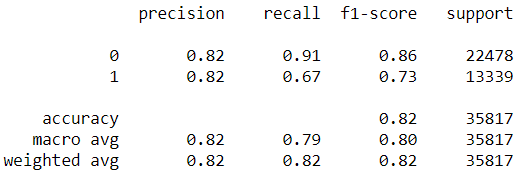 precision recall f1-score support
0 0.82 0.91 0.86 22478
1 0.82 0.67 0.73 13339
accuracy 0.82 35817
macro avg 0.82 0.79 0.80 35817
weighted avg 0.82 0.82 0.82 35817